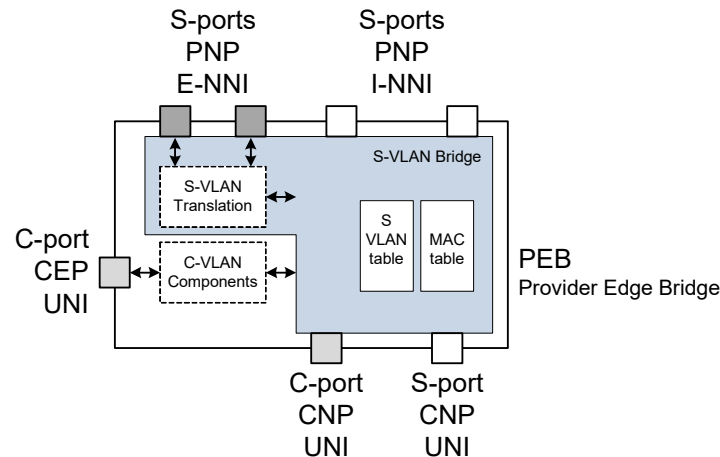 S-ports
PNP
E-NNI
S-ports
PNP
I-NNI
S-VLAN Bridge
S-VLAN
Translation
S
VLAN
table
MAC
table
C-port
CEP
UNI
C-VLAN
Components
PEB
Provider Edge Bridge
C-port
CNP
UNI
S-port
CNP
UNI